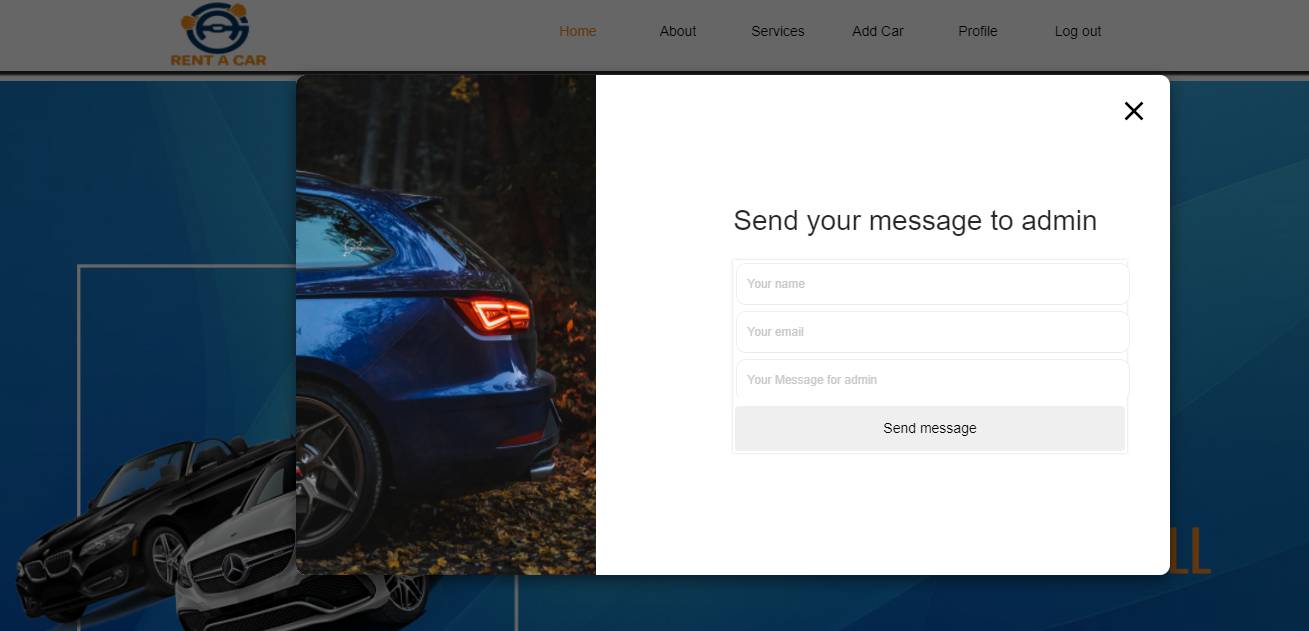 RENT A CAR
Home About Services Add Car Profile Log out
Send your message to admin
Your name
Your email
Your Message for admin
Send message
LL